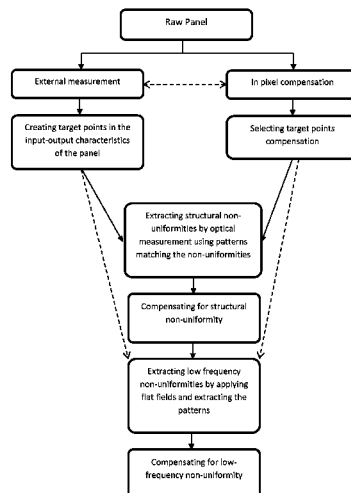 Raw Panel
External measurement
In pixel compensation
Creating target points in the
input-output characteristics
of the panel
Selecting target points
compensation
Extracting structural non-
uniformities by optical
measurement using patterns
matching the non-uniformities
Compensating for structural
non-uniformity
Extracting low frequency
non-uniformities by applying
flat fields and extracting the
patterns
Compensating for low-
frequency non-uniformity